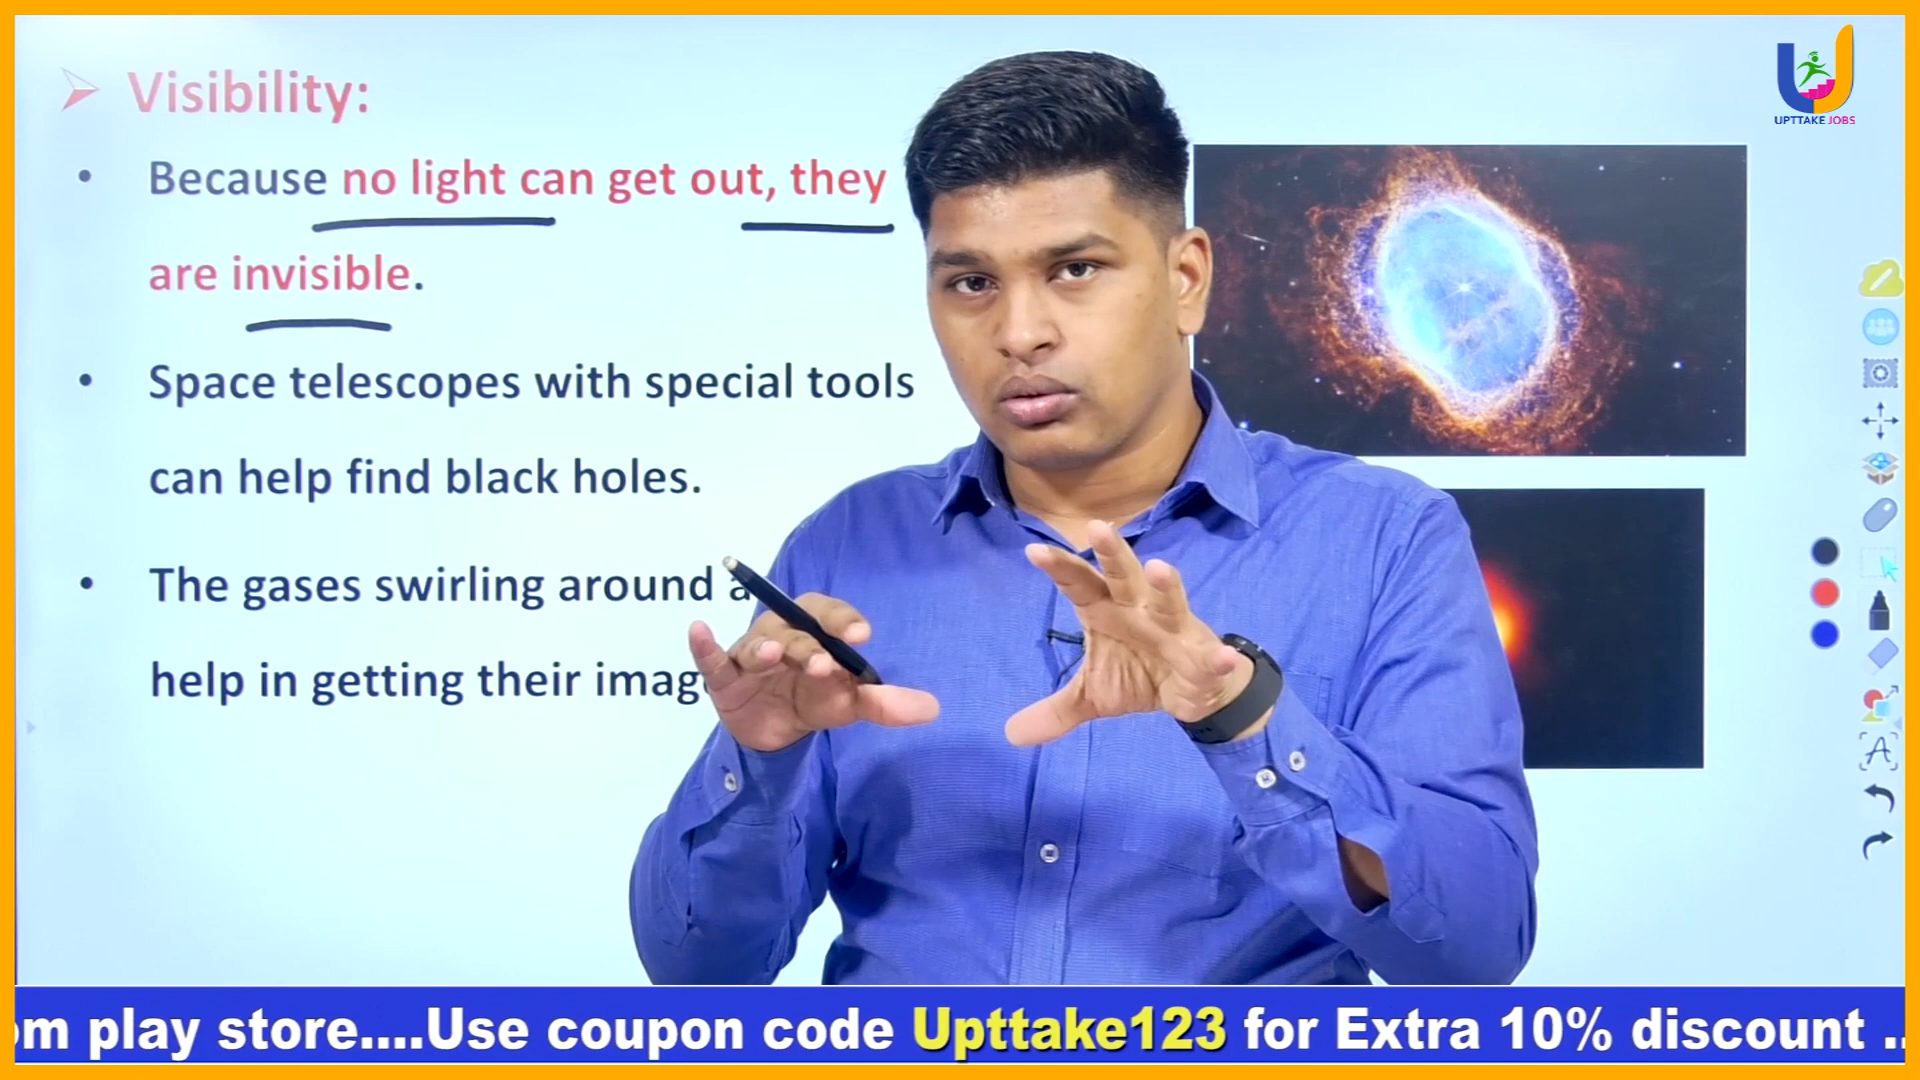 Visibility:
UPTTAKE JOBS
• Because no light can get out, they
are invisible.
• Space telescopes with special tools
can help find black holes.
• The gases swirling around a
help in getting their imag
om play store....Use coupon code Upttake123 for Extra 10% discount ..